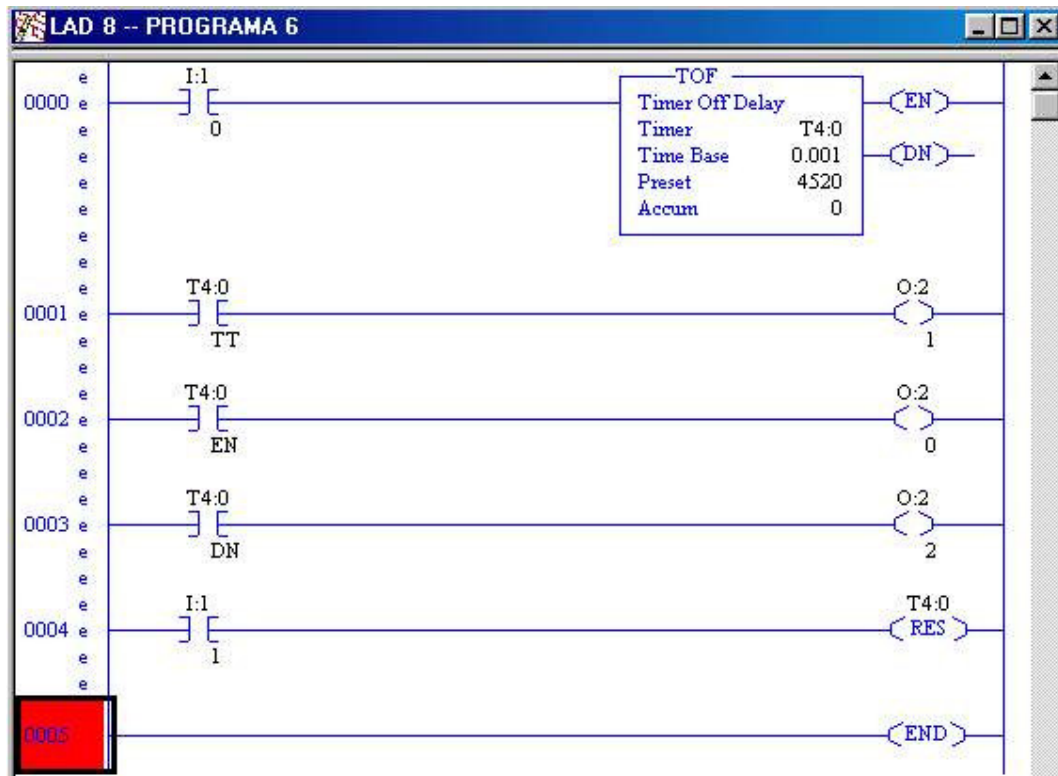 LAD 8 -- PROGRAMA 6
e
I:1
TOF
0000 e
Timer Off Delay
EN
e
0
Timer T4:0
e
Time Base 0.001
DN
e
Preset 4520
e
Accum 0
e
e
e
T4:0
O:2
0001 e
e
TT
1
e
e
T4:0
O:2
0002 e
e
EN
0
e
e
T4:0
O:2
0003 e
e
DN
2
e
e
I:1
T4:0
0004 e
RES
e
1
e
0005
END